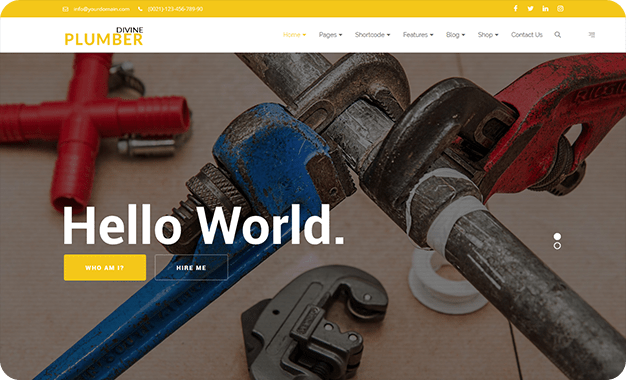 info@yourdomain.com (0021)-123-456-789-90
DIVINE
PLUMBER
Home Pages Shortcode Features Blog Shop Contact Us
Hello World.
WHO AM I?
HIRE ME